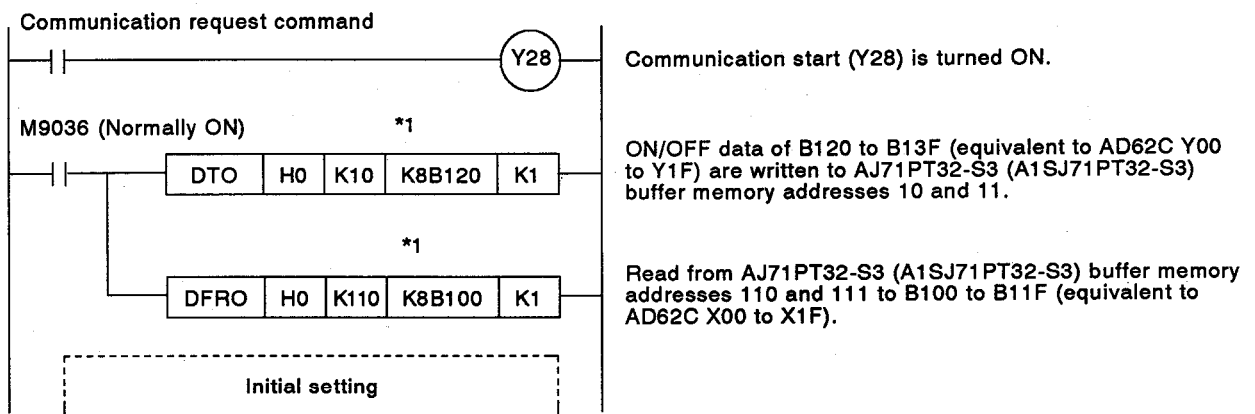 Communication request command
Y28
Communication start (Y28) is turned ON.
M9036 (Normally ON)
*1
DTO H0 K10 K8B120 K1
ON/OFF data of B120 to B13F (equivalent to AD62C Y00
to Y1F) are written to AJ71PT32-S3 (A1SJ71PT32-S3)
buffer memory addresses 10 and 11.
*1
DFRO H0 K110 K8B100 K1
Read from AJ71PT32-S3 (A1SJ71PT32-S3) buffer memory
addresses 110 and 111 to B100 to B11F (equivalent to
AD62C X00 to X1F).
Initial setting